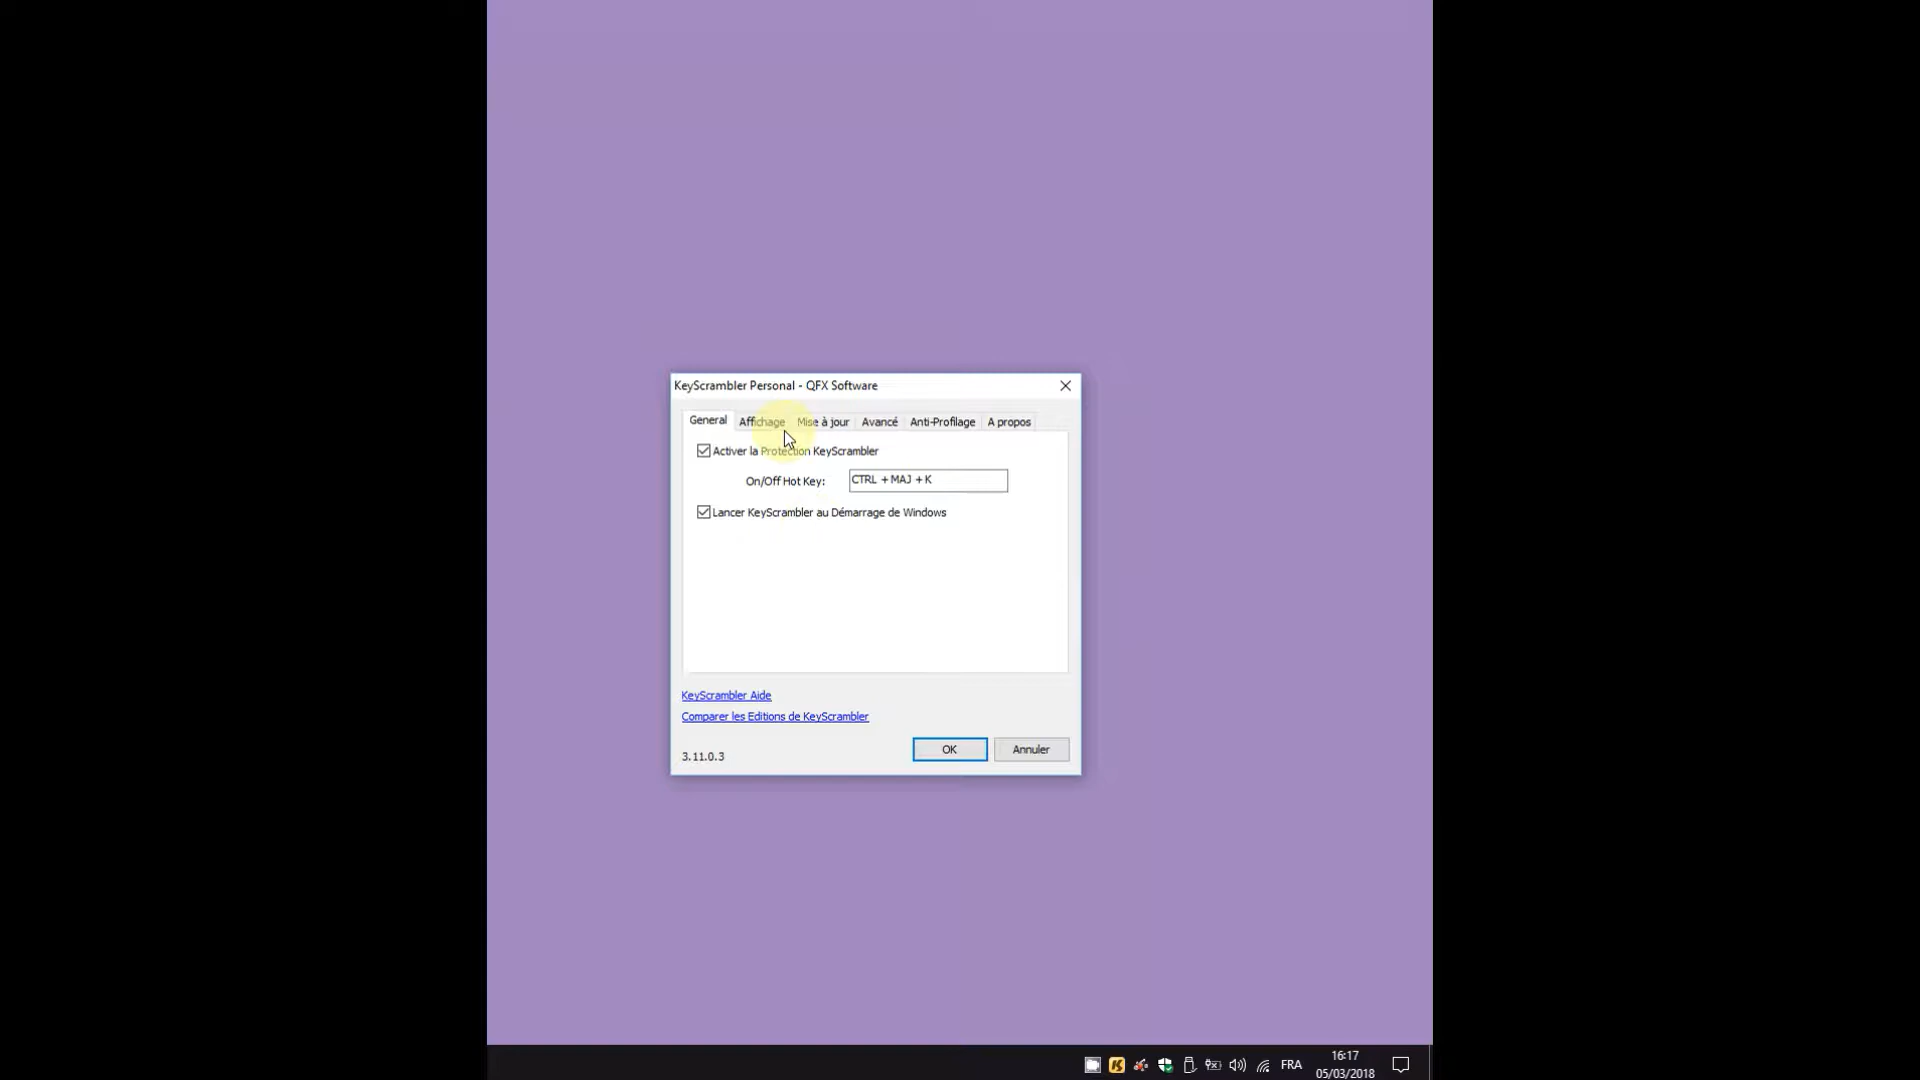 KeyScrambler Personal - QFX Software
General Affichage Mise à jour Avancé Anti-Profilage A propos
Activer la Protection KeyScrambler
On/Off Hot Key: CTRL + MAJ + K
Lancer KeyScrambler au Démarrage de Windows
KeyScrambler Aide
Comparer les Editions de KeyScrambler
3.11.0.3 OK Annuler
K FRA 16:17
05/03/2018